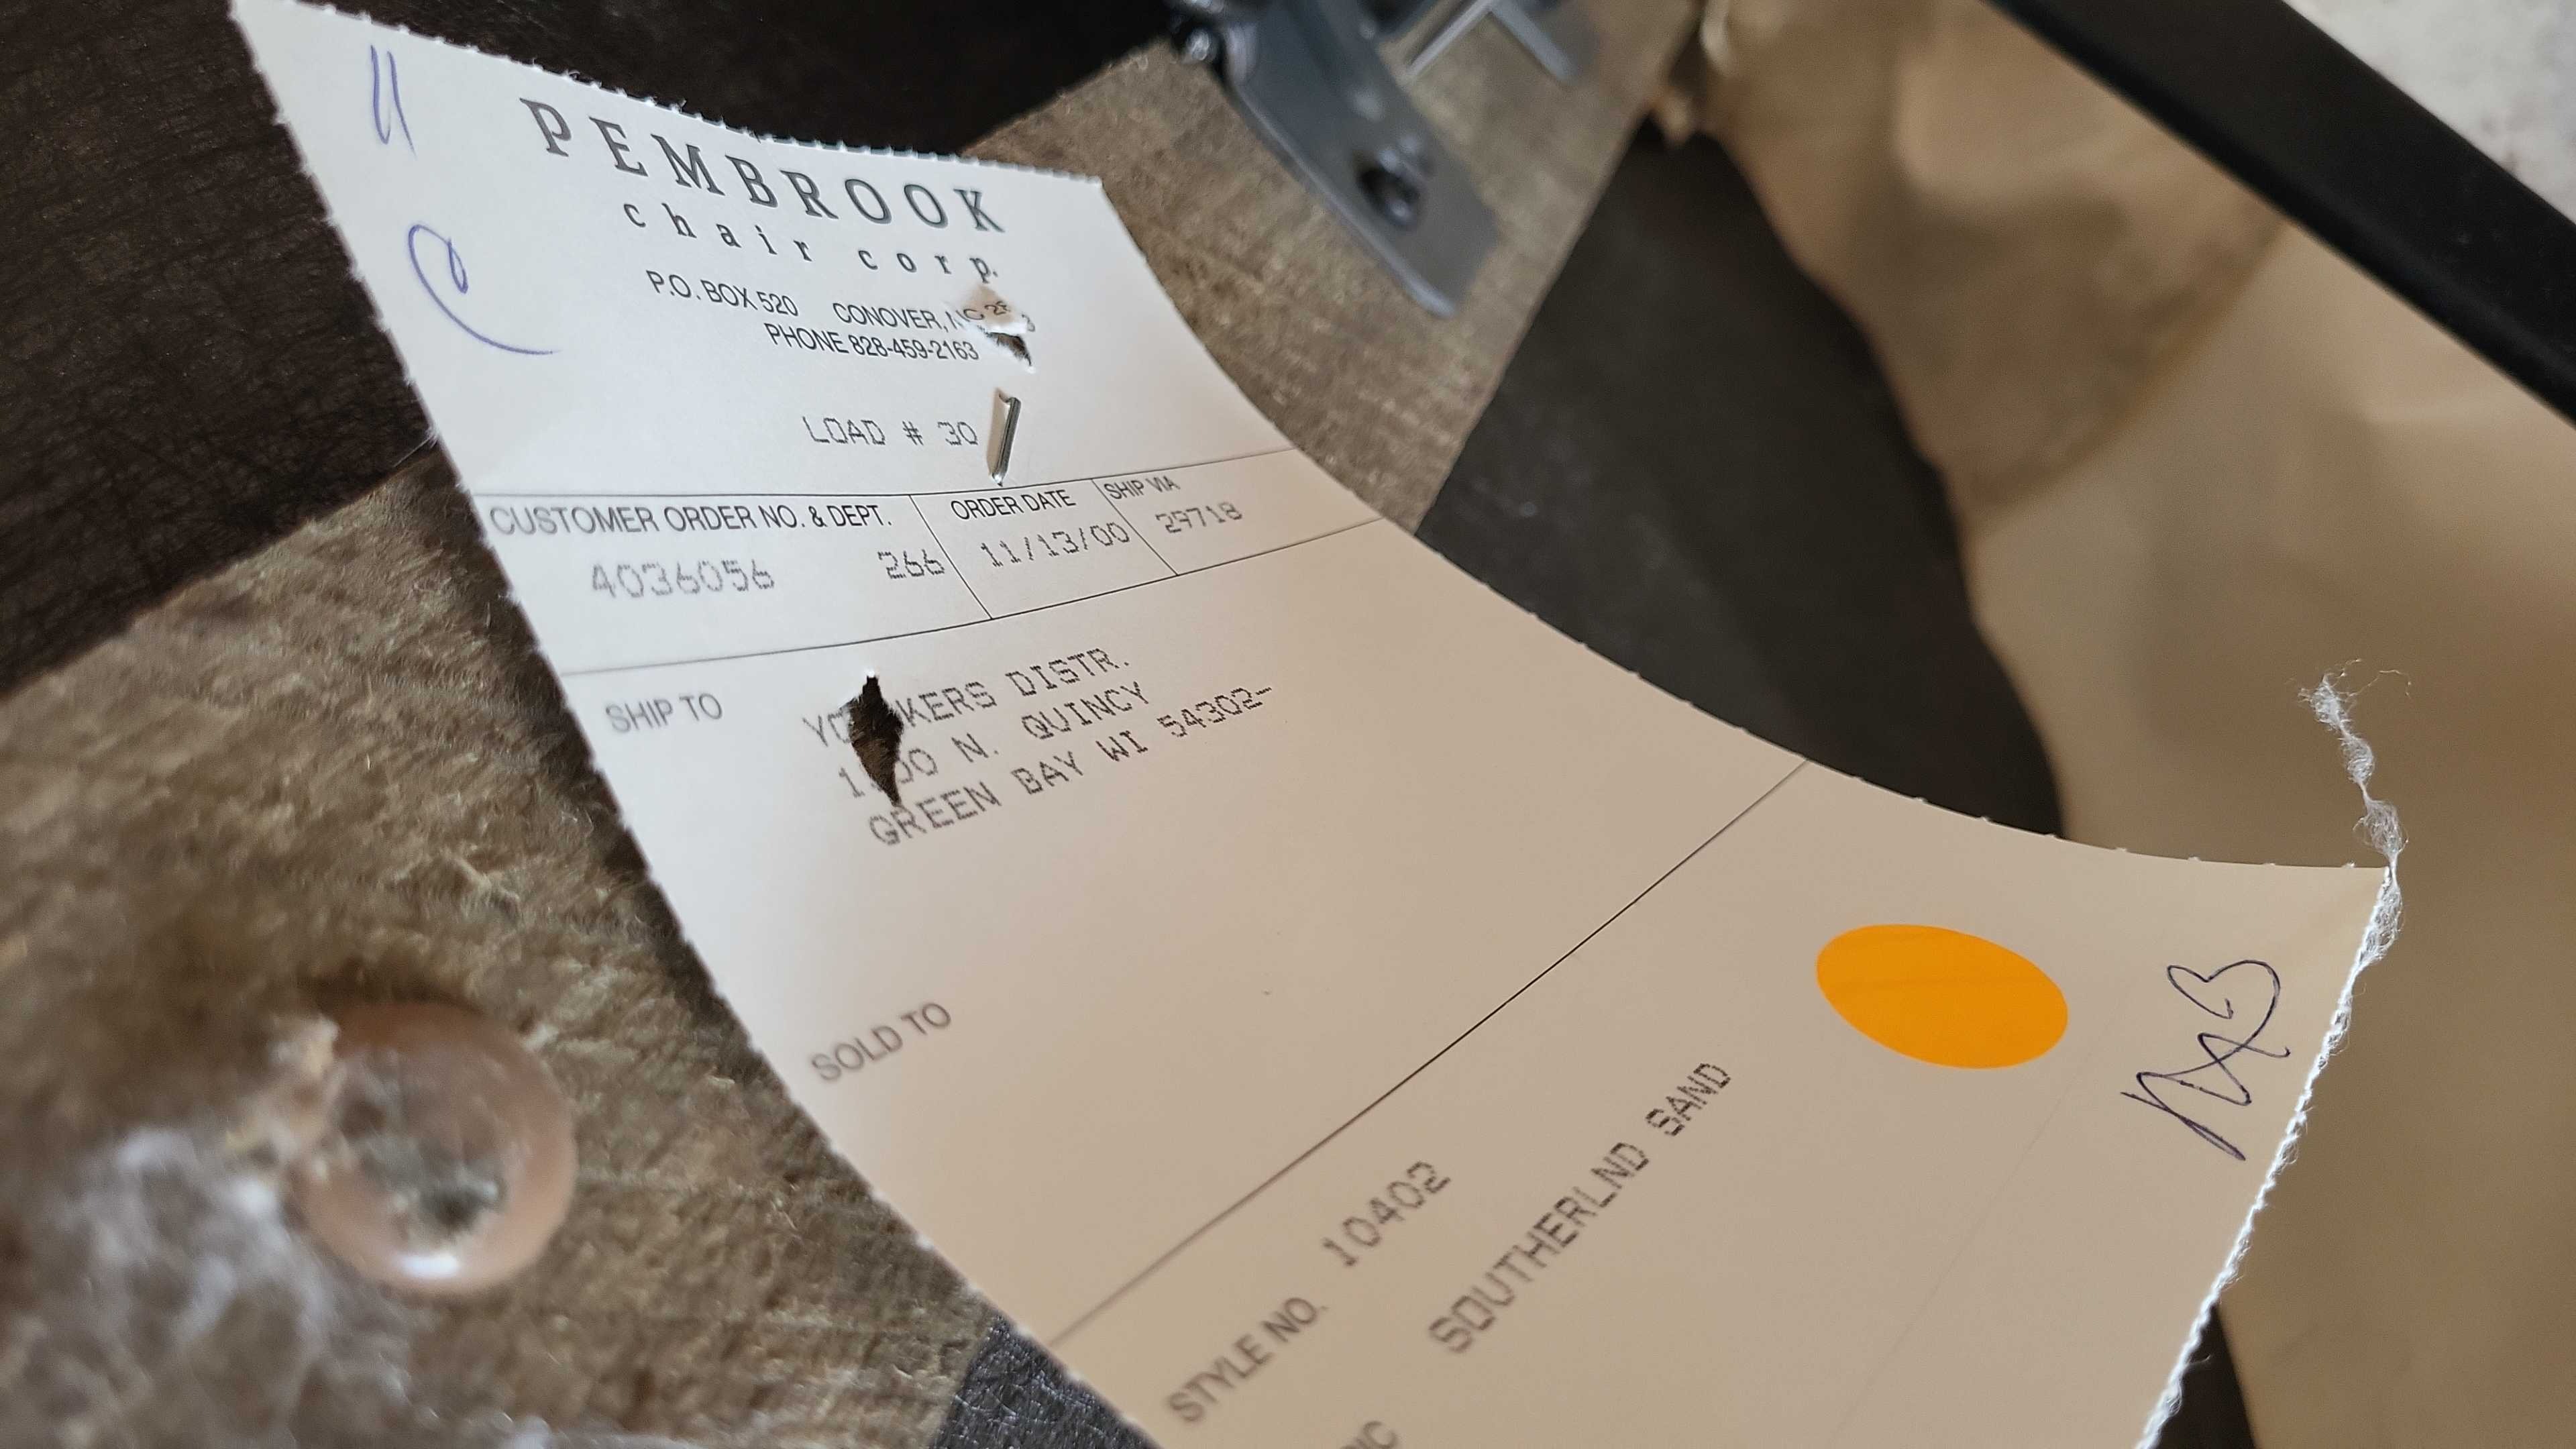 PEMBROOK
chair corp.
P.O. BOX 520 CONOVER,
PHONE 828-459-2163
LOAD # 30
CUSTOMER ORDER NO. & DEPT. ORDER DATE SHIP VIA
4036056 266 11/13/00 29718
SHIP TO
DISTR.
N. QUINCY
GREEN BAY WI 54302-
SOLD TO
STYLE NO. 10402
SOUTHERLND SAND